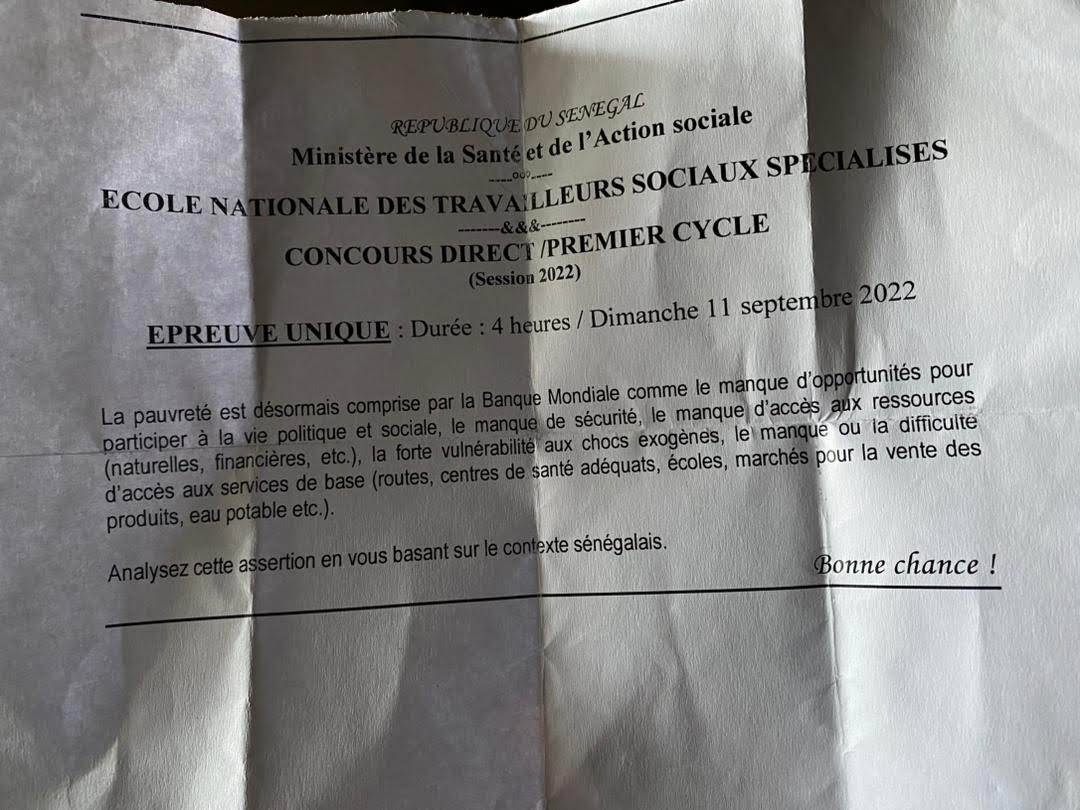 REPUBLIQUE DU SENEGAL
Ministère de la Santé et de l'Action sociale
-----o0o-----
ECOLE NATIONALE DES TRAVAILLEURS SOCIAUX SPECIALISES
-------&&&--------
CONCOURS DIRECT /PREMIER CYCLE
(Session 2022)
EPREUVE UNIQUE : Durée : 4 heures / Dimanche 11 septembre 2022
La pauvreté est désormais comprise par la Banque Mondiale comme le manque d'opportunités pour
participer à la vie politique et sociale, le manque de sécurité, le manque d'accès aux ressources
(naturelles, financières, etc.), la forte vulnérabilité aux chocs exogènes, le manque ou la difficulté
d'accès aux services de base (routes, centres de santé adéquats, écoles, marchés pour la vente des
produits, eau potable etc.).
Analysez cette assertion en vous basant sur le contexte sénégalais.
Bonne chance !